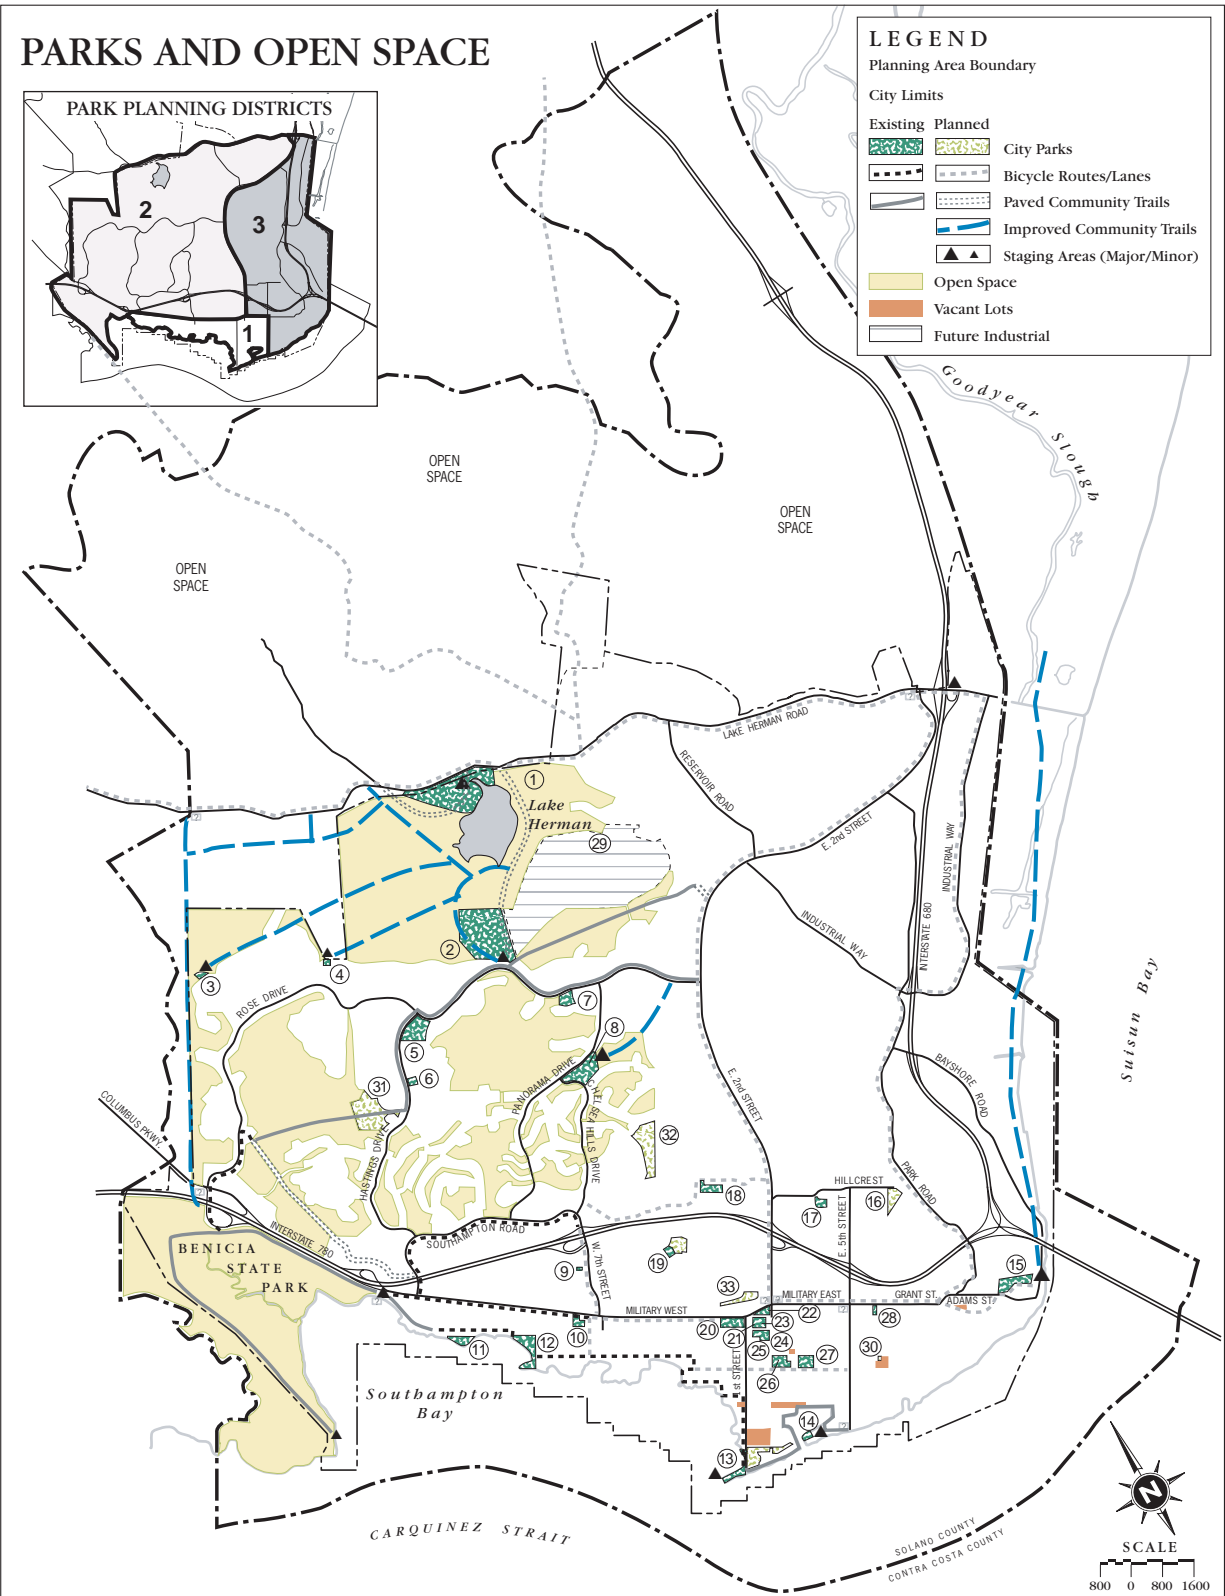 PARKS AND OPEN SPACE
PARK PLANNING DISTRICTS
2
3
1
LEGEND
Planning Area Boundary
City Limits
Existing Planned
City Parks
Bicycle Routes/Lanes
Paved Community Trails
Improved Community Trails
Staging Areas (Major/Minor)
Open Space
Vacant Lots
Future Industrial
Goodyear
Slough
OPEN
SPACE
OPEN
SPACE
OPEN
SPACE
LAKE HERMAN ROAD
RESERVOIR ROAD
1
Lake
Herman
29
E. 2nd STREET
INDUSTRIAL WAY
INTERSTATE 680
INDUSTRIAL WAY
2
3
4
Suisun Bay
ROSE DRIVE
7
8
5
6
31
PANORAMA DRIVE
CHELSEA HILLS DRIVE
E. 2nd STREET
BAYSHORE ROAD
COLUMBUS PKWY.
HASTINGS DRIVE
32
PARK ROAD
18
HILLCREST
17
16
E. 5th STREET
INTERSTATE 780
SOUTHAMPTON ROAD
BENICIA
STATE
PARK
W. 7th STREET
9
19
15
33
MILITARY WEST
MILITARY EAST
GRANT ST.
ADAMS ST.
22
28
20
21
23
10
11
12
24
25
27
30
26
1st STREET
Southampton
Bay
14
13
CARQUINEZ STRAIT
SOLANO COUNTY
CONTRA COSTA COUNTY
N
SCALE
800 0 800 1600